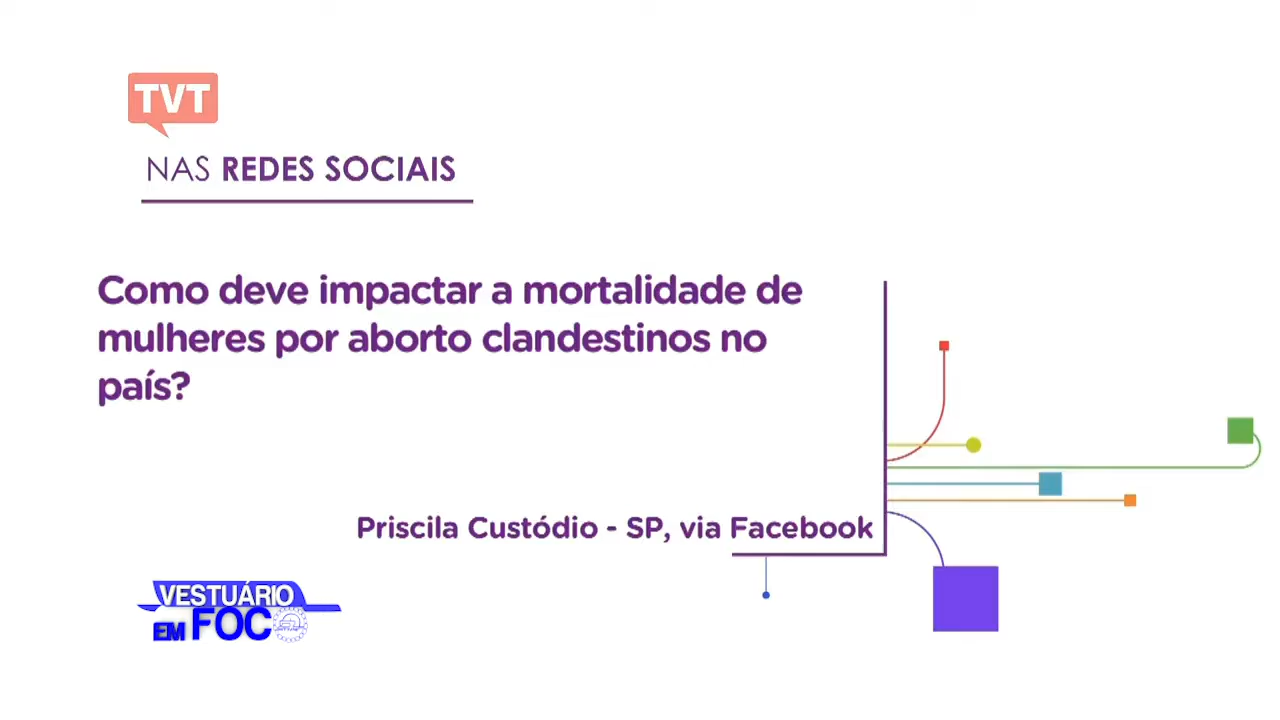 TVT
NAS REDES SOCIAIS
Como deve impactar a mortalidade de
mulheres por aborto clandestinos no
país?
Priscila Custódio - SP, via Facebook
VESTUÁRIO
EM FOCO